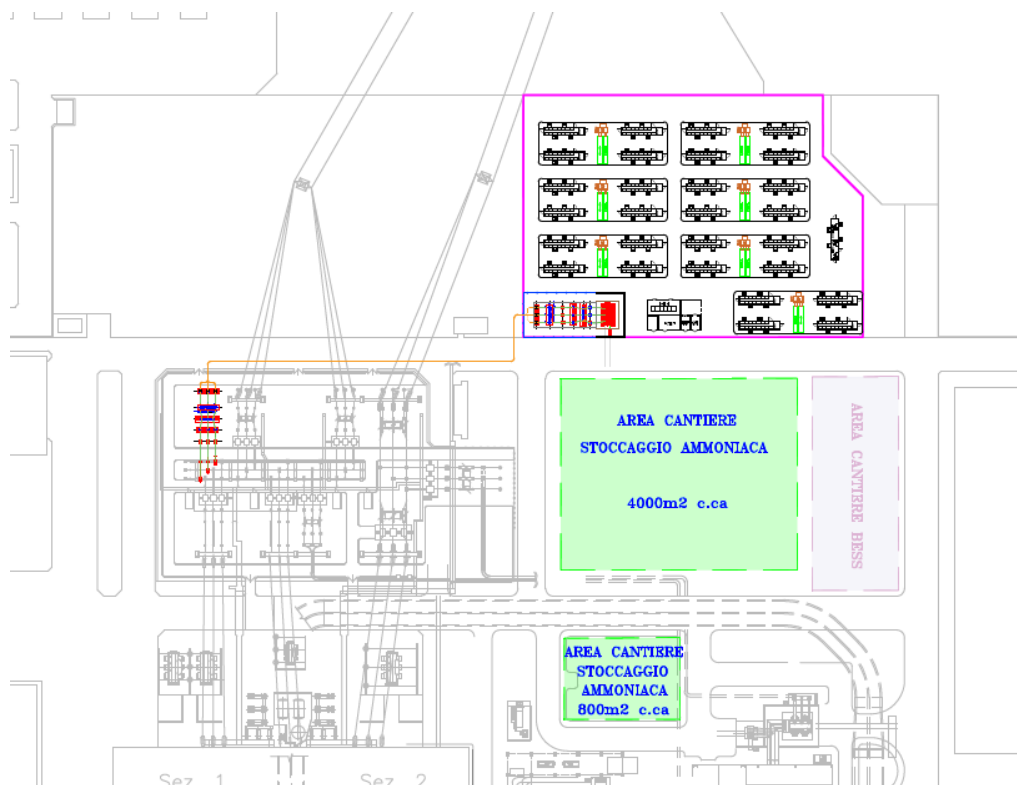 AREA CANTIERE
STOCCAGGIO AMMONIACA
4000m2 c.ca
AREA CANTIERE BESS
AREA CANTIERE
STOCCAGGIO
AMMONIACA
800m2 c.ca
Sez. 1
Sez. 2